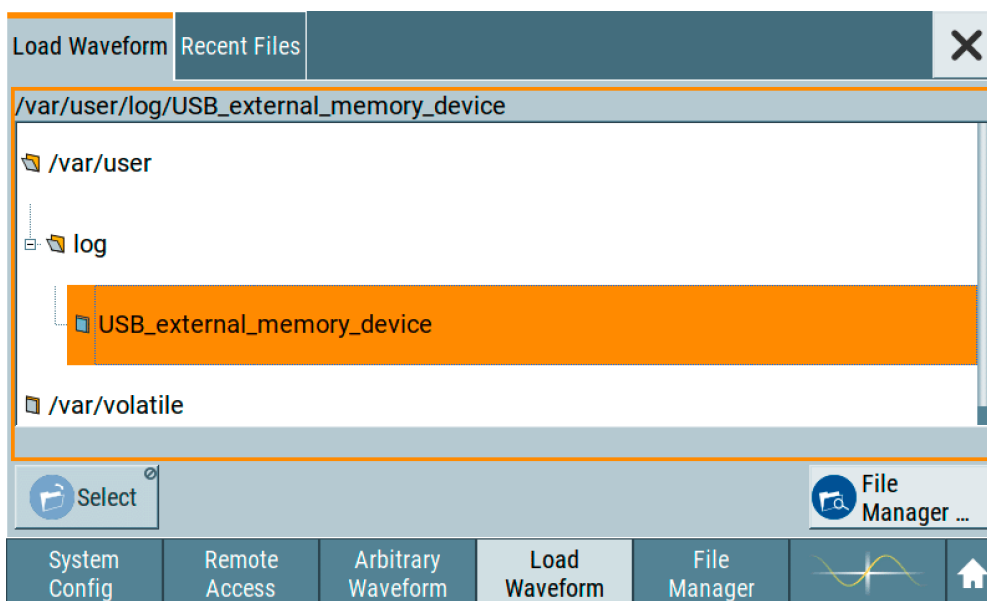 Load Waveform Recent Files
/var/user/log/USB_external_memory_device
/var/user
log
USB_external_memory_device
/var/volatile
Select
File
Manager ...
System
Config
Remote
Access
Arbitrary
Waveform
Load
Waveform
File
Manager